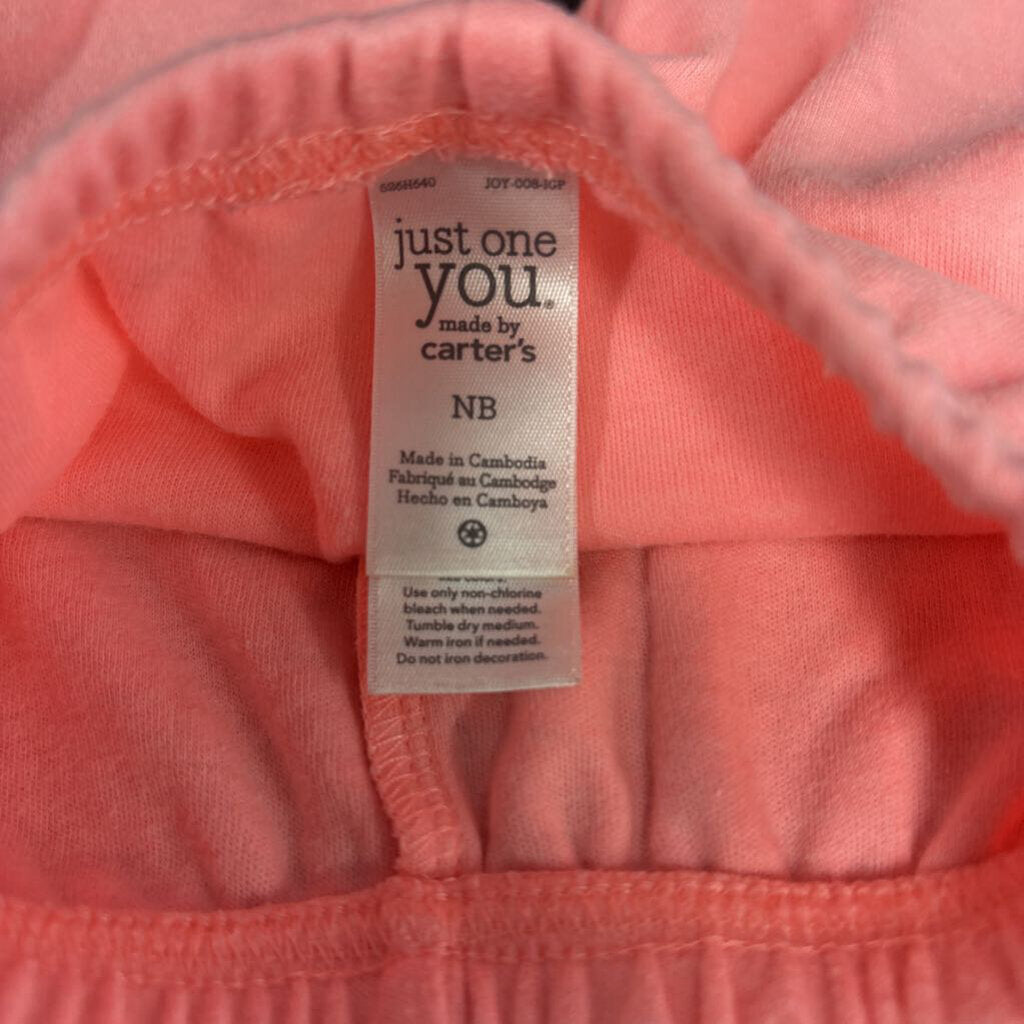 626H640 JOY-008-IGP
just one
you®
made by
carter's
NB
Made in Cambodia
Fabriqué au Cambodge
Hecho en Camboya
Use only non-chlorine
bleach when needed.
Tumble dry medium.
Warm iron if needed.
Do not iron decoration.